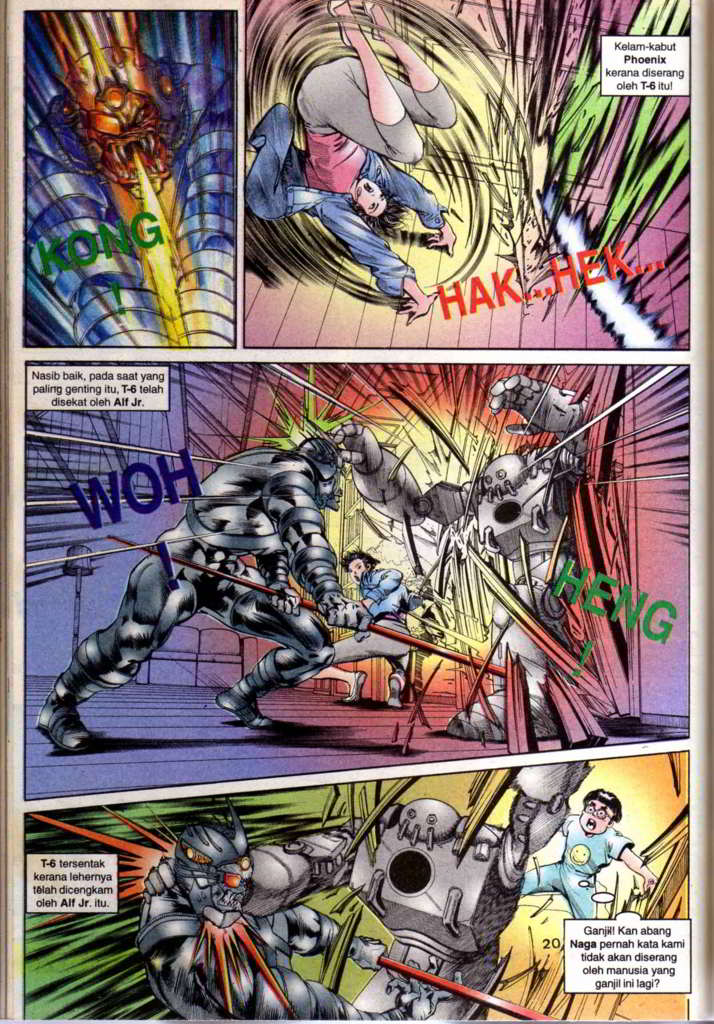 KONG
!
Kelam-kabut
Phoenix
kerana diserang
oleh T-6 itu!
HAK...HEK...
Nasib baik, pada saat yang
paling genting itu, T-6 telah
disekat oleh Alf Jr.
WOH
!
HENG
!
T-6 tersentak
kerana lehernya
telah dicengkam
oleh Alf Jr. itu.
Ganjil! Kan abang
Naga pernah kata kami
tidak akan diserang
oleh manusia yang
ganjil ini lagi?
20